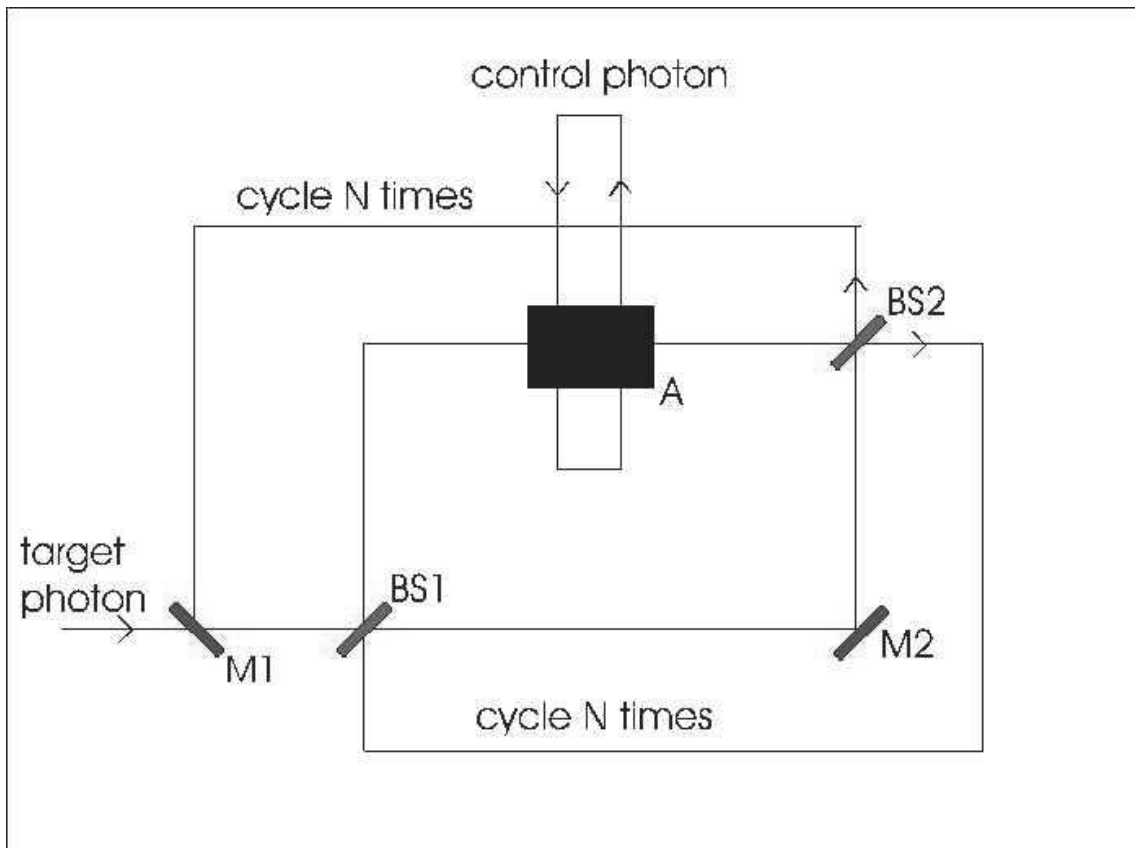 control photon
cycle N times
BS2
A
target
photon
BS1
M1
M2
cycle N times